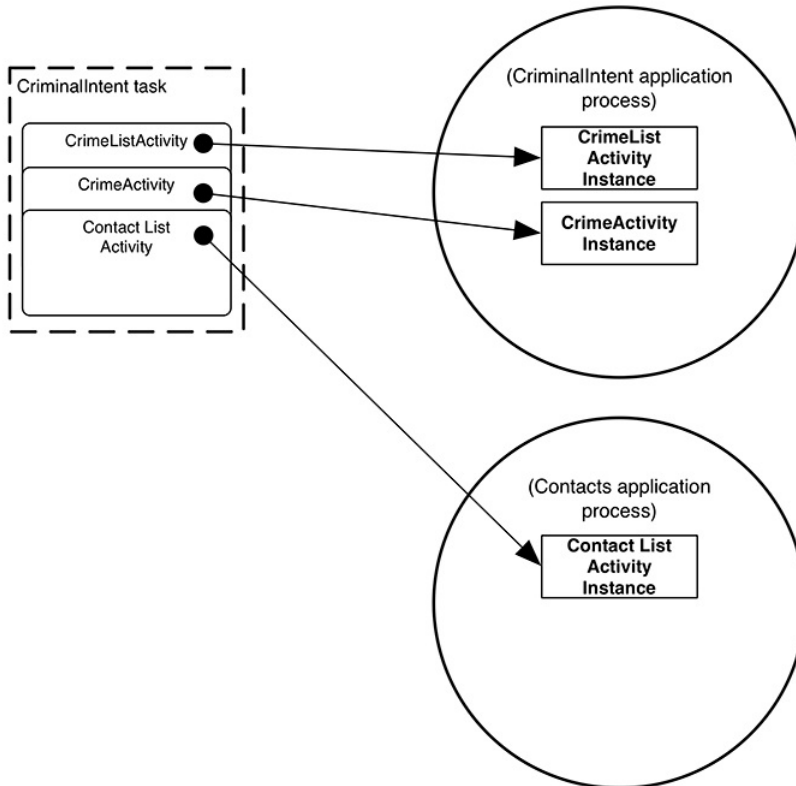 CriminalIntent task
CrimeListActivity
CrimeActivity
Contact List
Activity
(CriminalIntent application
process)
CrimeList
Activity
Instance
CrimeActivity
Instance
(Contacts application
process)
Contact List
Activity
Instance